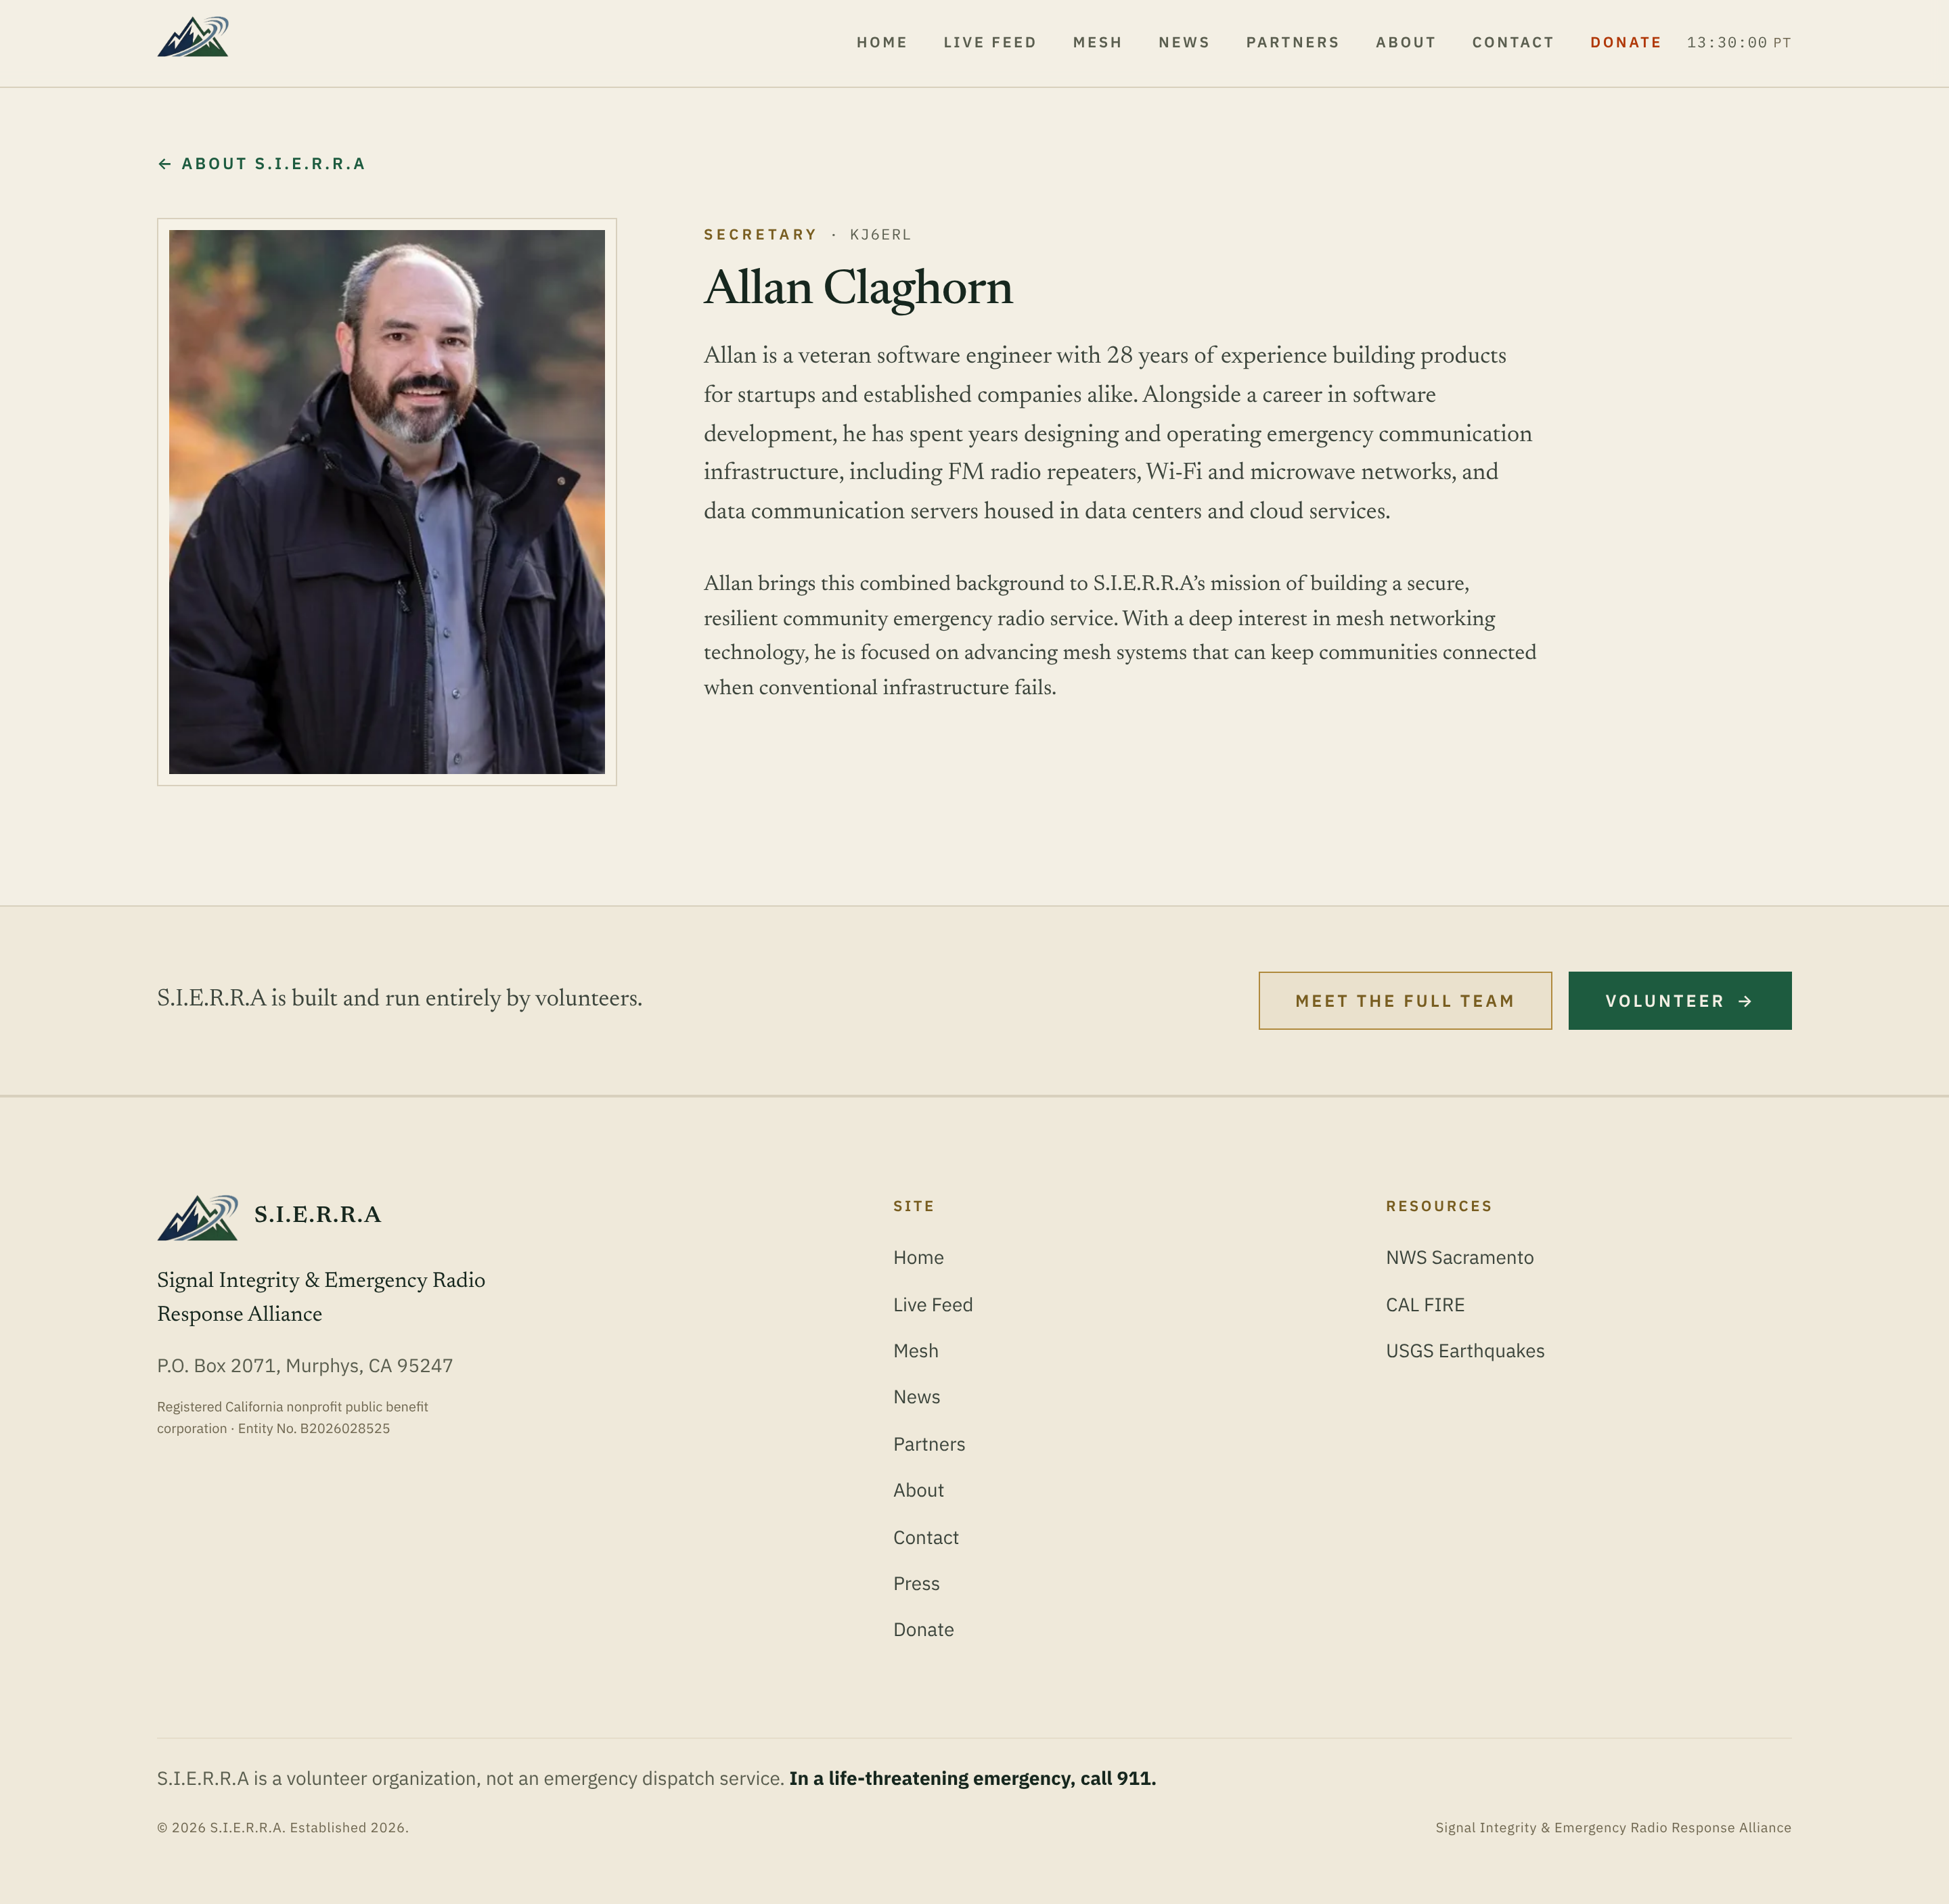 HOME LIVE FEED MESH NEWS PARTNERS ABOUT CONTACT DONATE 13:30:00 PT
← ABOUT S.I.E.R.R.A
SECRETARY · KJ6ERL
Allan Claghorn
Allan is a veteran software engineer with 28 years of experience building products
for startups and established companies alike. Alongside a career in software
development, he has spent years designing and operating emergency communication
infrastructure, including FM radio repeaters, Wi-Fi and microwave networks, and
data communication servers housed in data centers and cloud services.
Allan brings this combined background to S.I.E.R.R.A’s mission of building a secure,
resilient community emergency radio service. With a deep interest in mesh networking
technology, he is focused on advancing mesh systems that can keep communities connected
when conventional infrastructure fails.
S.I.E.R.R.A is built and run entirely by volunteers.
MEET THE FULL TEAM
VOLUNTEER →
S.I.E.R.R.A
Signal Integrity & Emergency Radio
Response Alliance
P.O. Box 2071, Murphys, CA 95247
Registered California nonprofit public benefit
corporation · Entity No. B2026028525
SITE
Home
Live Feed
Mesh
News
Partners
About
Contact
Press
Donate
RESOURCES
NWS Sacramento
CAL FIRE
USGS Earthquakes
S.I.E.R.R.A is a volunteer organization, not an emergency dispatch service. In a life-threatening emergency, call 911.
© 2026 S.I.E.R.R.A. Established 2026.
Signal Integrity & Emergency Radio Response Alliance